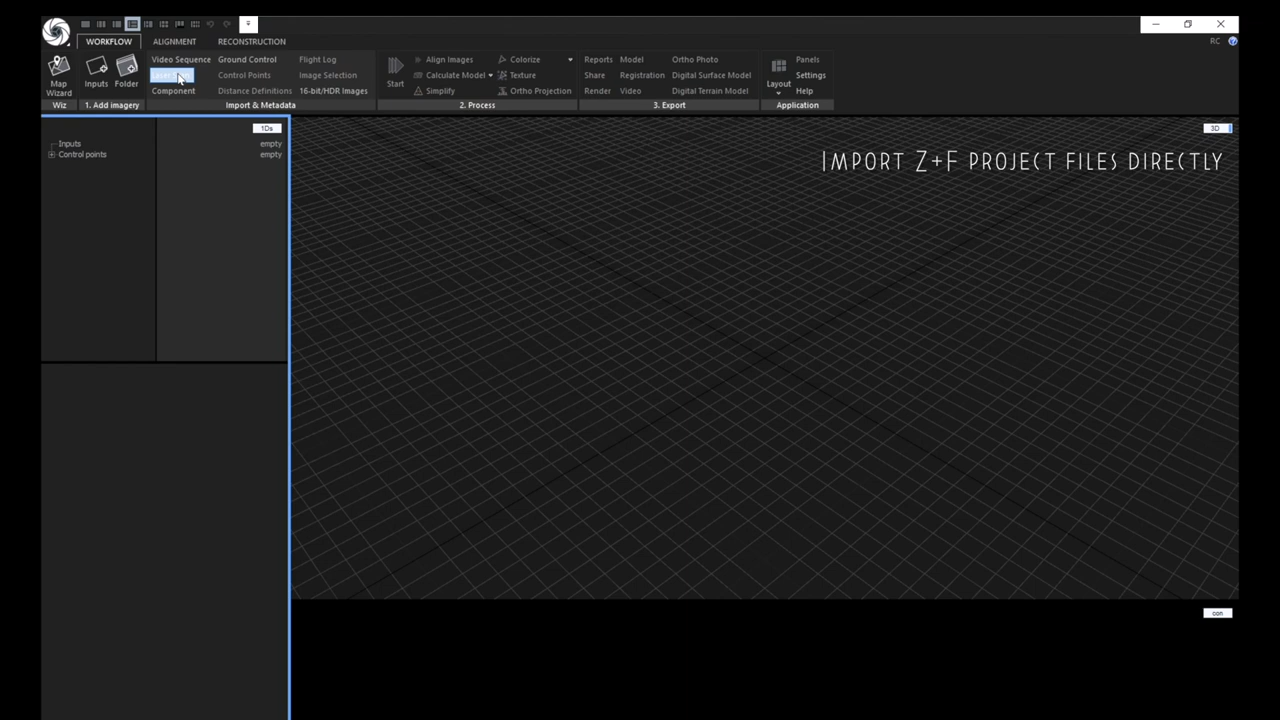 WORKFLOW ALIGNMENT RECONSTRUCTION
RC
Map Wizard
Inputs
Folder
Video Sequence
Laser Scan
Component
Ground Control
Control Points
Distance Definitions
Flight Log
Image Selection
16-bit/HDR Images
Start
Align Images
Calculate Model
Simplify
Colorize
Texture
Ortho Projection
Reports
Share
Render
Model
Registration
Video
Ortho Photo
Digital Surface Model
Digital Terrain Model
Layout
Panels
Settings
Help
Wiz
1. Add imagery
Import & Metadata
2. Process
3. Export
Application
1Ds
3D
Inputs empty
Control points empty
IMPORT Z+F PROJECT FILES DIRECTLY
con